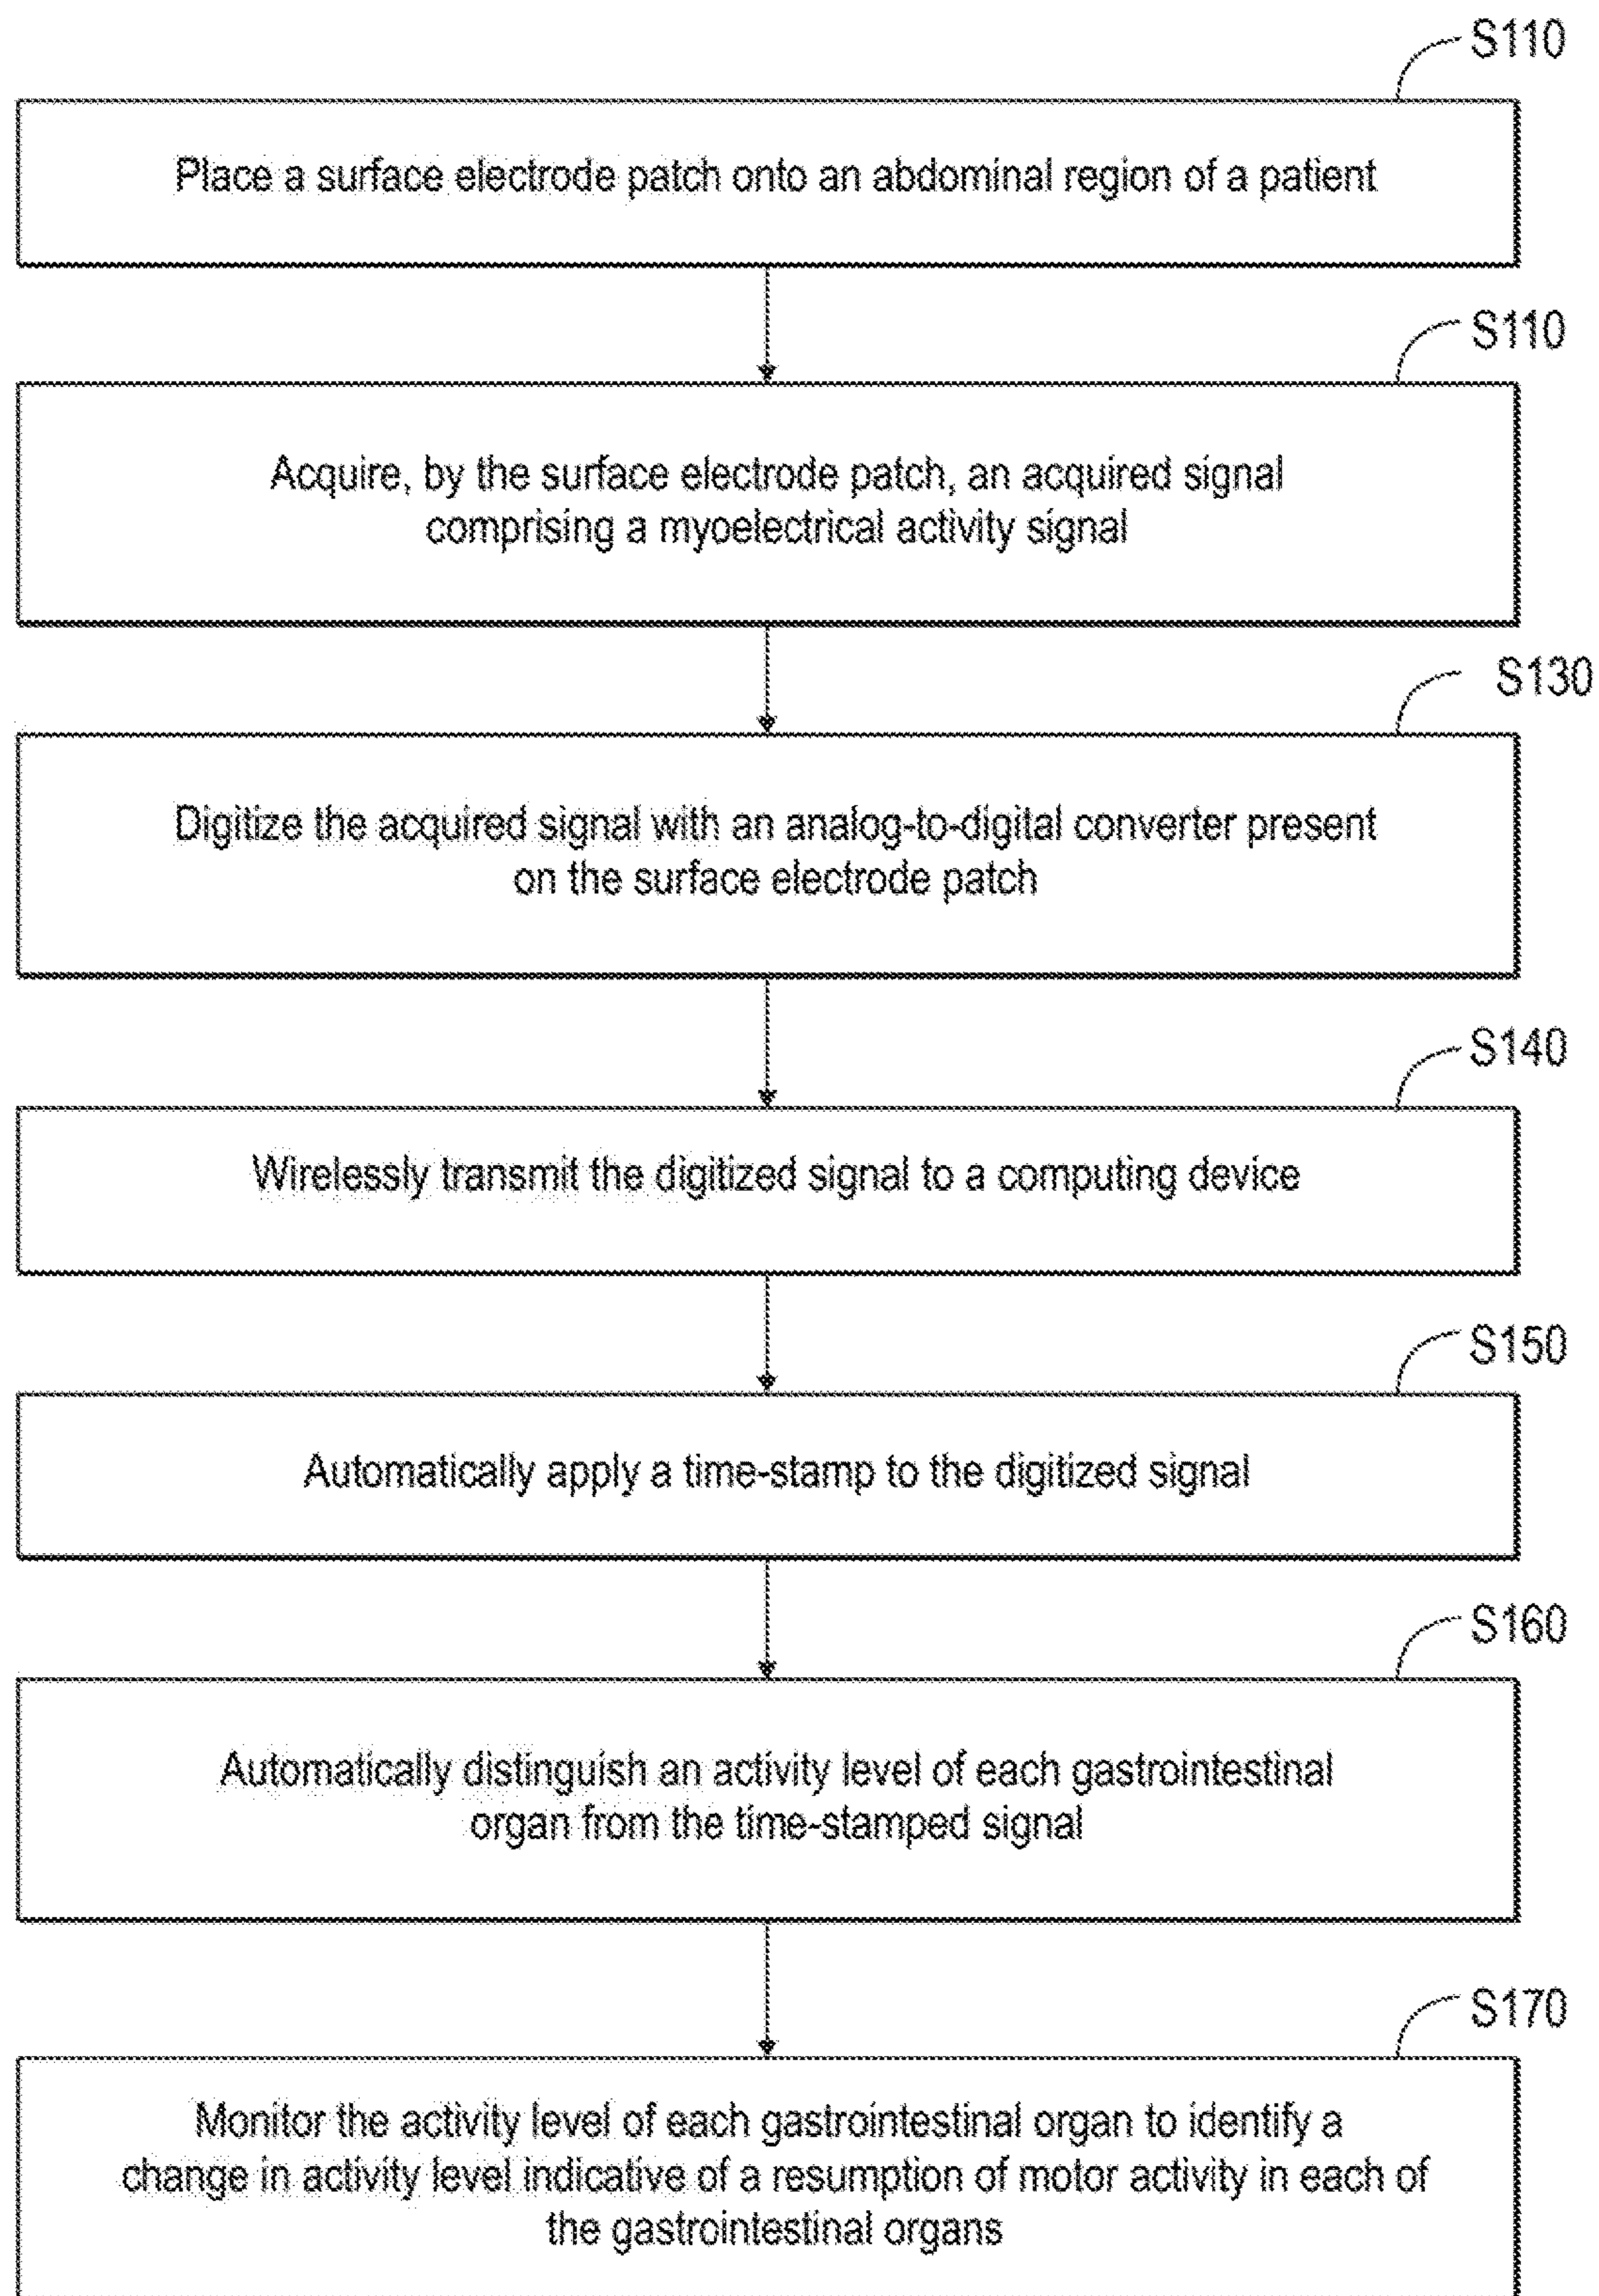 S110
Place a surface electrode patch onto an abdominal region of a patient
S110
Acquire, by the surface electrode patch, an acquired signal
comprising a myoelectrical activity signal
S130
Digitize the acquired signal with an analog-to-digital converter present
on the surface electrode patch
S140
Wirelessly transmit the digitized signal to a computing device
S150
Automatically apply a time-stamp to the digitized signal
S160
Automatically distinguish an activity level of each gastrointestinal
organ from the time-stamped signal
S170
Monitor the activity level of each gastrointestinal organ to identify a
change in activity level indicative of a resumption of motor activity in each of
the gastrointestinal organs